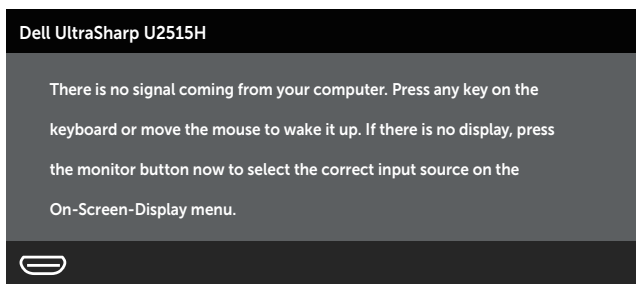 Dell UltraSharp U2515H
There is no signal coming from your computer. Press any key on the
keyboard or move the mouse to wake it up. If there is no display, press
the monitor button now to select the correct input source on the
On-Screen-Display menu.